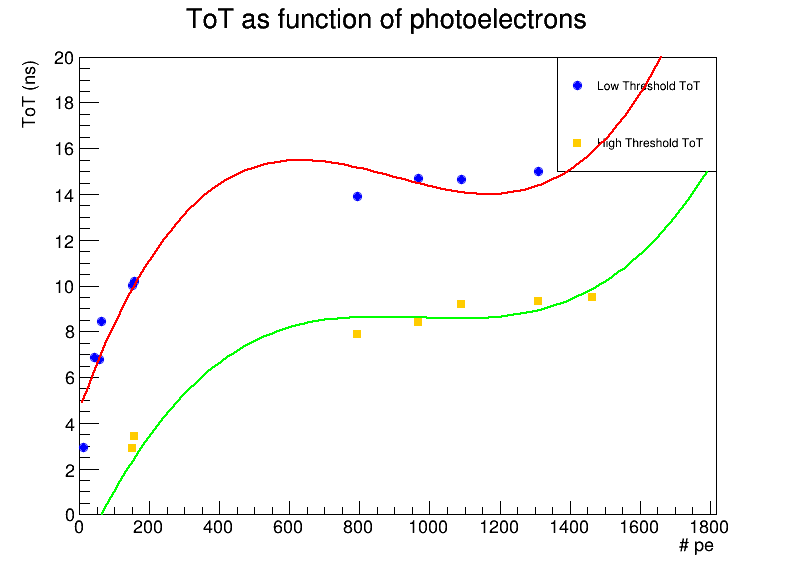 ToT as function of photoelectrons
ToT (ns)
20
18
16
14
12
10
8
6
4
2
0
Low Threshold ToT
High Threshold ToT
0 200 400 600 800 1000 1200 1400 1600 1800
# pe